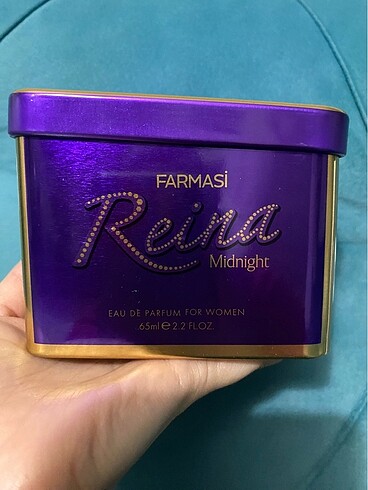 FARMASİ
Reina
Midnight
EAU DE PARFUM FOR WOMEN
65ml e 2.2 FL.OZ.